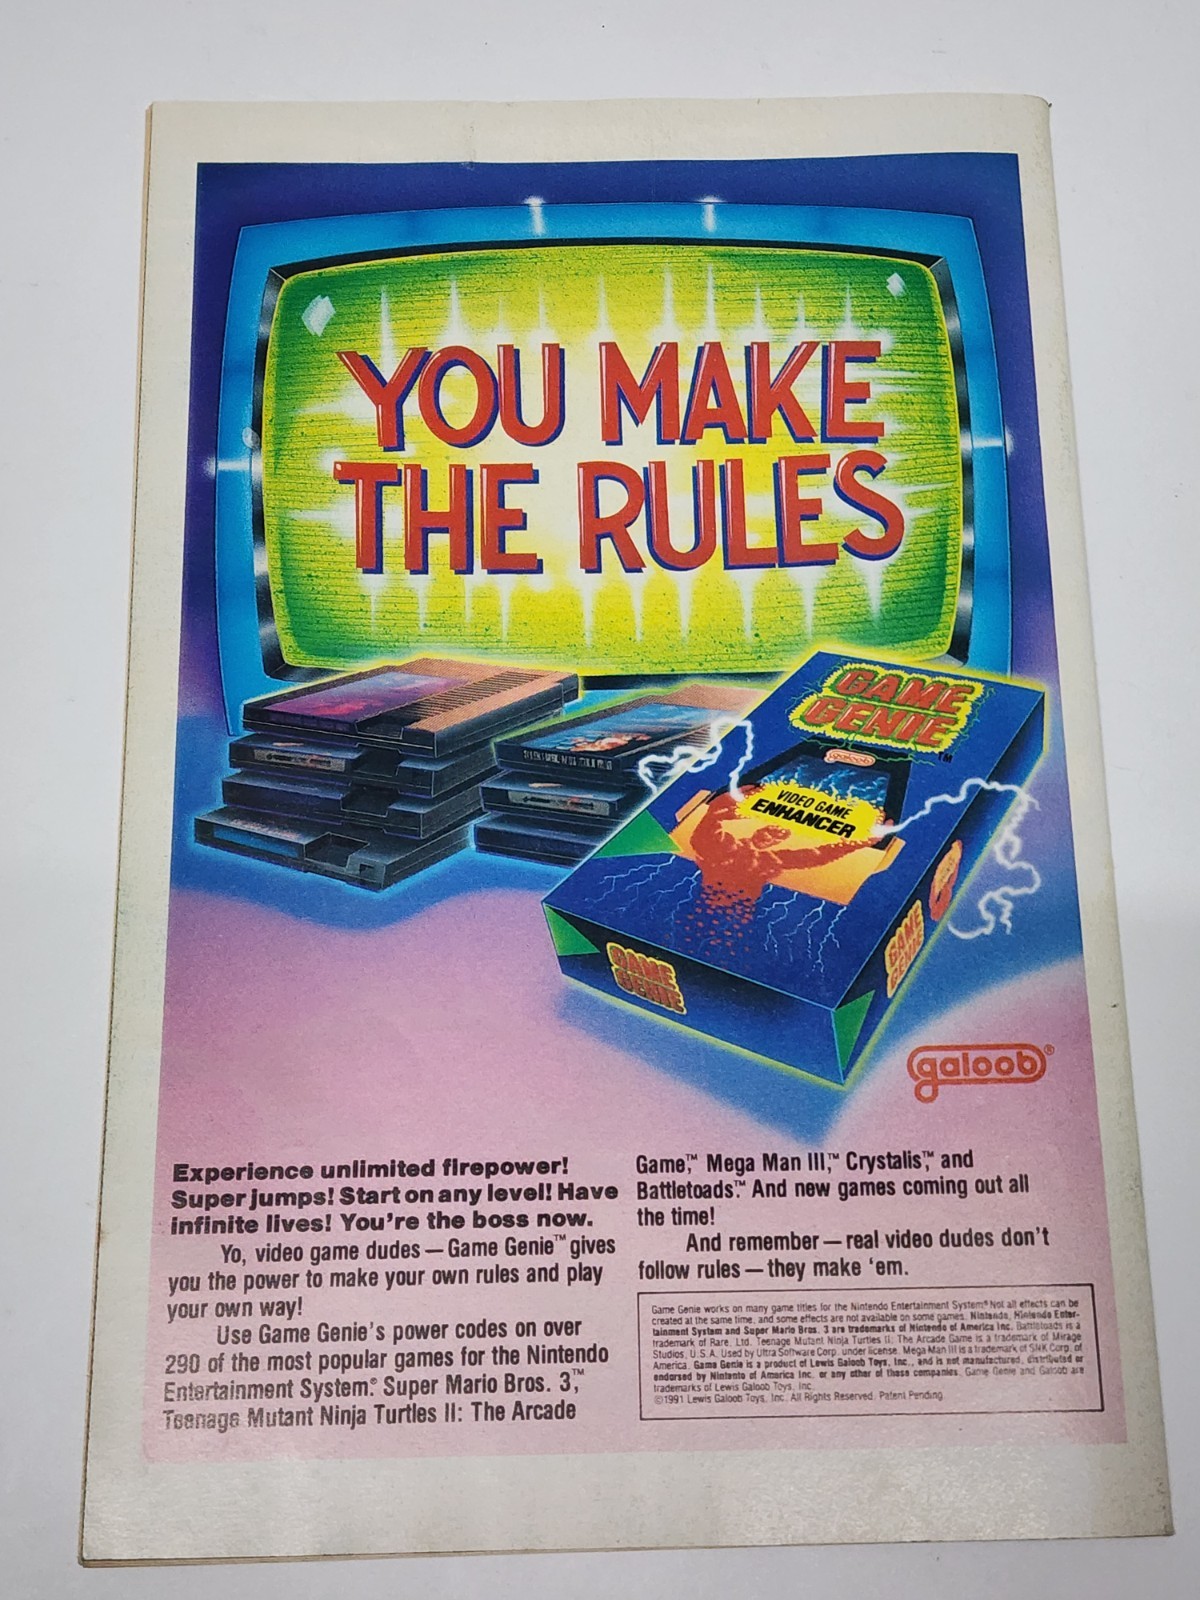 YOU MAKE
THE RULES
GAME
GENIE™
galoob
VIDEO GAME
ENHANCER
GAME
GENIE
GAME
GENIE
galoob®
Experience unlimited firepower!
Super jumps! Start on any level! Have
infinite lives! You're the boss now.
Yo, video game dudes — Game Genie™ gives
you the power to make your own rules and play
your own way!
Use Game Genie's power codes on over
290 of the most popular games for the Nintendo
Entertainment System.® Super Mario Bros. 3,™
Teenage Mutant Ninja Turtles II: The Arcade
Game,™ Mega Man III,™ Crystalis,™ and
Battletoads.™ And new games coming out all
the time!
And remember — real video dudes don't
follow rules — they make 'em.
Game Genie works on many game titles for the Nintendo Entertainment System.® Not all effects can be
created at the same time, and some effects are not available on some games. Nintendo, Nintendo Enter-
tainment System and Super Mario Bros. 3 are trademarks of Nintendo of America Inc. Battletoads is a
trademark of Rare, Ltd. Teenage Mutant Ninja Turtles II: The Arcade Game is a trademark of Mirage
Studios, U.S.A. Used by Ultra Software Corp. under license. Mega Man III is a trademark of SNK Corp. of
America. Game Genie is a product of Lewis Galoob Toys, Inc., and is not manufactured, distributed or
endorsed by Nintento of America Inc. or any other of those companies. Game Genie and Galoob are
trademarks of Lewis Galoob Toys, Inc.
©1991 Lewis Galoob Toys, Inc. All Rights Reserved. Patent Pending.